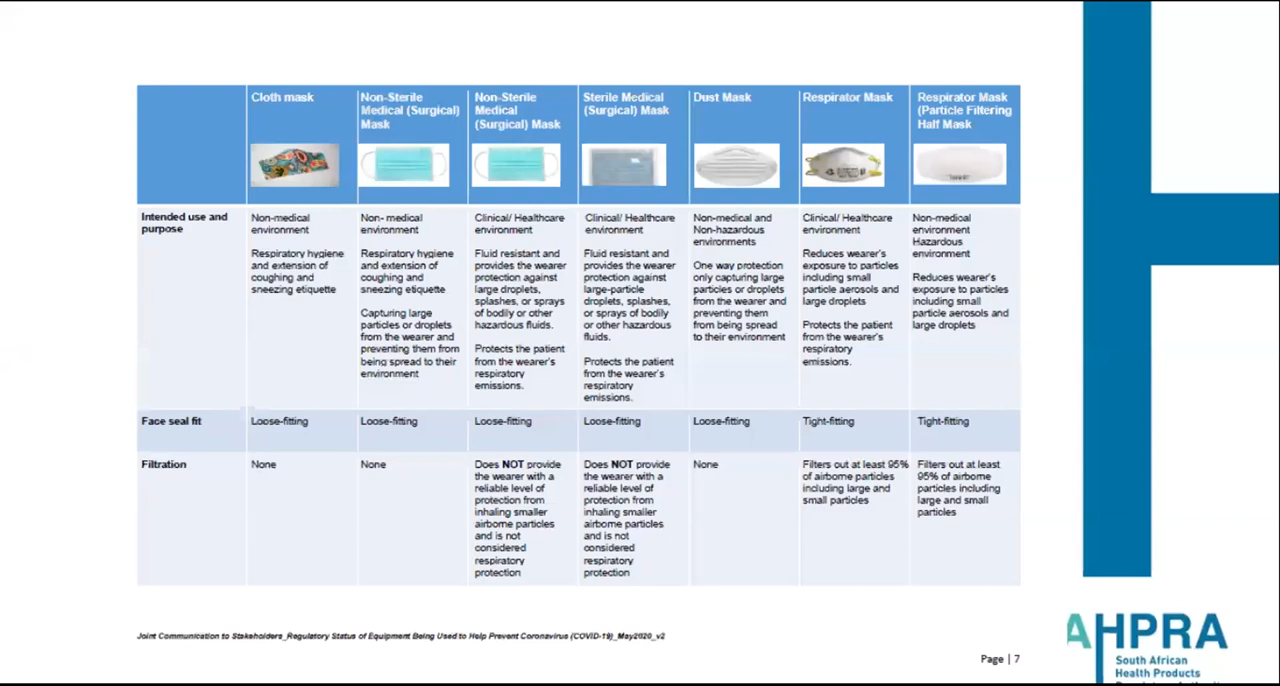 Cloth mask
Non-Sterile
Medical (Surgical)
Mask
Non-Sterile
Medical
(Surgical) Mask
Sterile Medical
(Surgical) Mask
Dust Mask
Respirator Mask
Respirator Mask
(Particle Filtering
Half Mask
Intended use and
purpose
Non-medical
environment
Respiratory hygiene
and extension of
coughing and
sneezing etiquette
Non- medical
environment
Respiratory hygiene
and extension of
coughing and
sneezing etiquette
Capturing large
particles or droplets
from the wearer and
preventing them from
being spread to their
environment
Clinical/ Healthcare
environment
Fluid resistant and
provides the wearer
protection against
large droplets,
splashes, or sprays
of bodily or other
hazardous fluids.
Protects the patient
from the wearer's
respiratory
emissions.
Clinical/ Healthcare
environment
Fluid resistant and
provides the wearer
protection against
large-particle
droplets, splashes,
or sprays of bodily
or other hazardous
fluids.
Protects the patient
from the wearer's
respiratory
emissions.
Non-medical and
Non-hazardous
environments
One way protection
only capturing large
particles or droplets
from the wearer and
preventing them
from being spread
to their environment
Clinical/ Healthcare
environment
Reduces wearer's
exposure to particles
including small
particle aerosols and
large droplets
Protects the patient
from the wearer's
respiratory
emissions.
Non-medical
environment
Hazardous
environment
Reduces wearer's
exposure to particles
including small
particle aerosols and
large droplets
Face seal fit
Loose-fitting
Loose-fitting
Loose-fitting
Loose-fitting
Loose-fitting
Tight-fitting
Tight-fitting
Filtration
None
None
Does NOT provide
the wearer with a
reliable level of
protection from
inhaling smaller
airborne particles
and is not
considered
respiratory
protection
Does NOT provide
the wearer with a
reliable level of
protection from
inhaling smaller
airborne particles
and is not
considered
respiratory
protection
None
Filters out at least 95%
of airborne particles
including large and
small particles
Filters out at least
95% of airborne
particles including
large and small
particles
Joint Communication to Stakeholders_Regulatory Status of Equipment Being Used to Help Prevent Coronavirus (COVID-19)_May2020_v2
Page | 7
AHPRA
South African
Health Products